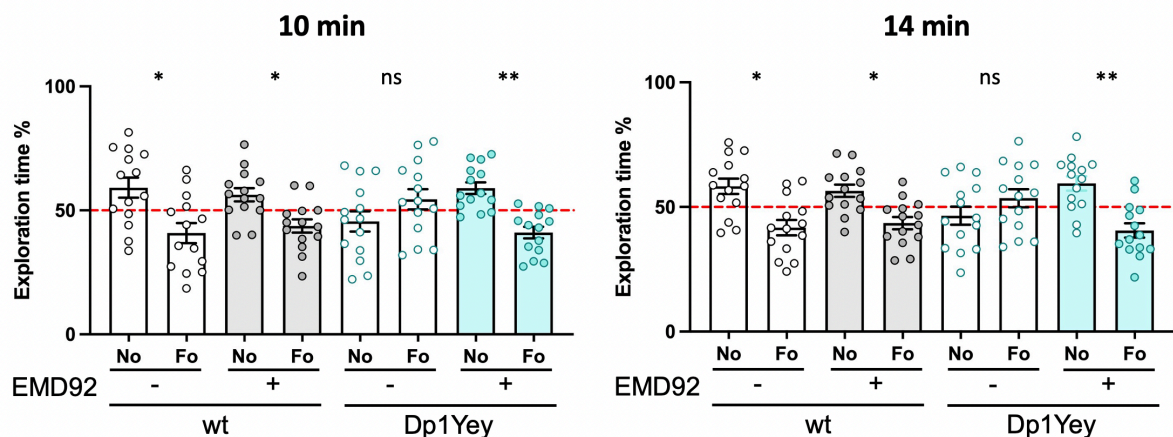 10 min
* * ns **
Exploration time %
100
50
0
No Fo No Fo No Fo No Fo
EMD92 - + - +
wt Dp1Yey
14 min
* * ns **
Exploration time %
100
50
0
No Fo No Fo No Fo No Fo
EMD92 - + - +
wt Dp1Yey